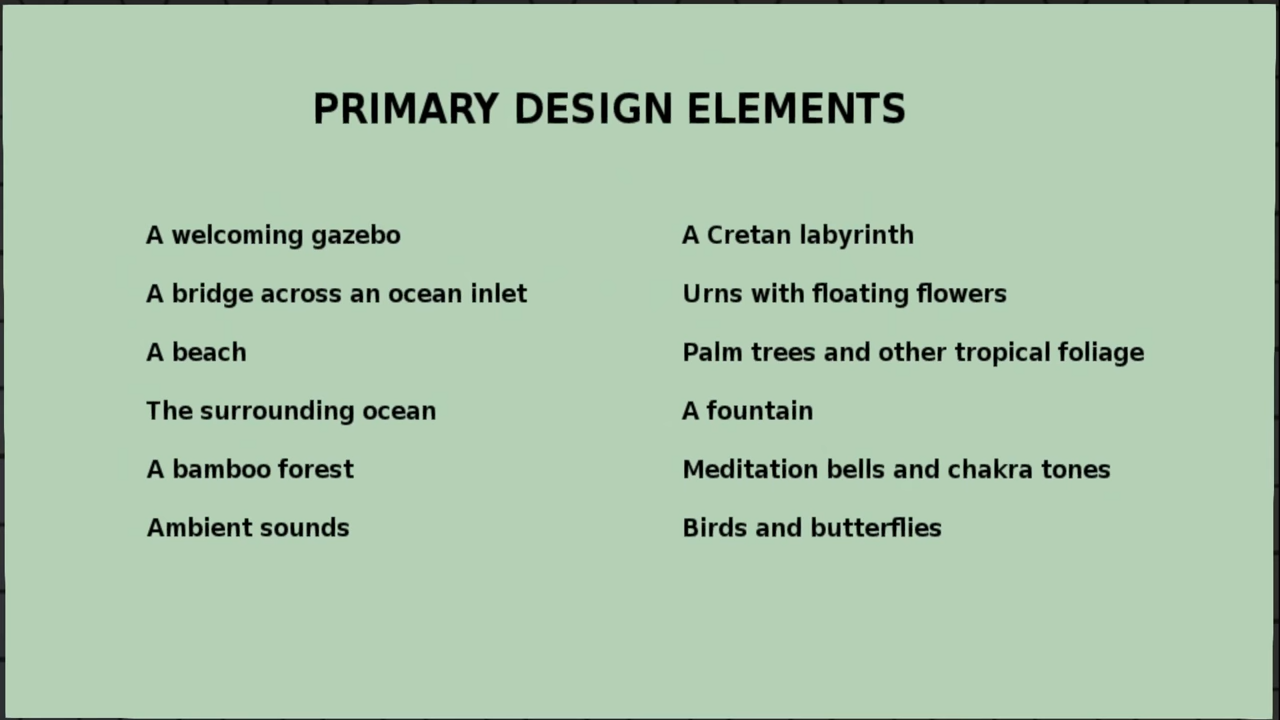 PRIMARY DESIGN ELEMENTS
A welcoming gazebo
A bridge across an ocean inlet
A beach
The surrounding ocean
A bamboo forest
Ambient sounds
A Cretan labyrinth
Urns with floating flowers
Palm trees and other tropical foliage
A fountain
Meditation bells and chakra tones
Birds and butterflies